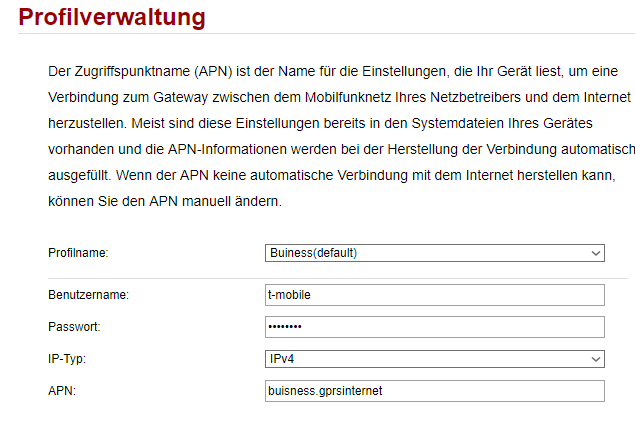 Profilverwaltung
Der Zugriffspunktname (APN) ist der Name für die Einstellungen, die Ihr Gerät liest, um eine
Verbindung zum Gateway zwischen dem Mobilfunknetz Ihres Netzbetreibers und dem Internet
herzustellen. Meist sind diese Einstellungen bereits in den Systemdateien Ihres Gerätes
vorhanden und die APN-Informationen werden bei der Herstellung der Verbindung automatisch
ausgefüllt. Wenn der APN keine automatische Verbindung mit dem Internet herstellen kann,
können Sie den APN manuell ändern.
Profilname: Buiness(default)
Benutzername: t-mobile
Passwort: ••••••••
IP-Typ: IPv4
APN: buisness.gprsinternet